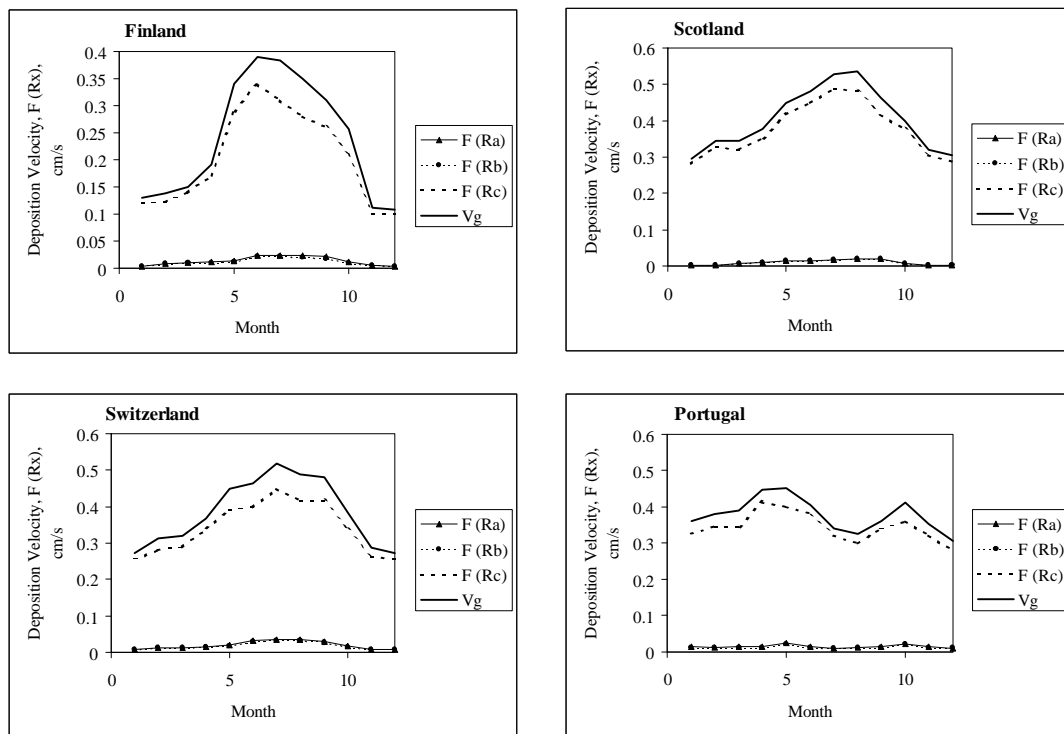 Finland
Deposition Velocity, F (Rx),
cm/s
0.4
0.35
0.3
0.25
0.2
0.15
0.1
0.05
0
0
5
10
Month
F (Ra)
F (Rb)
F (Rc)
Vg
Scotland
Deposition Velocity, F (Rx),
cm/s
0.6
0.5
0.4
0.3
0.2
0.1
0
0
5
10
Month
F (Ra)
F (Rb)
F (Rc)
Vg
Switzerland
Deposition Velocity, F (Rx),
cm/s
0.6
0.5
0.4
0.3
0.2
0.1
0
0
5
10
Month
F (Ra)
F (Rb)
F (Rc)
Vg
Portugal
Deposition Velocity, F (Rx),
cm/s
0.6
0.5
0.4
0.3
0.2
0.1
0
0
5
10
Month
F (Ra)
F (Rb)
F (Rc)
Vg